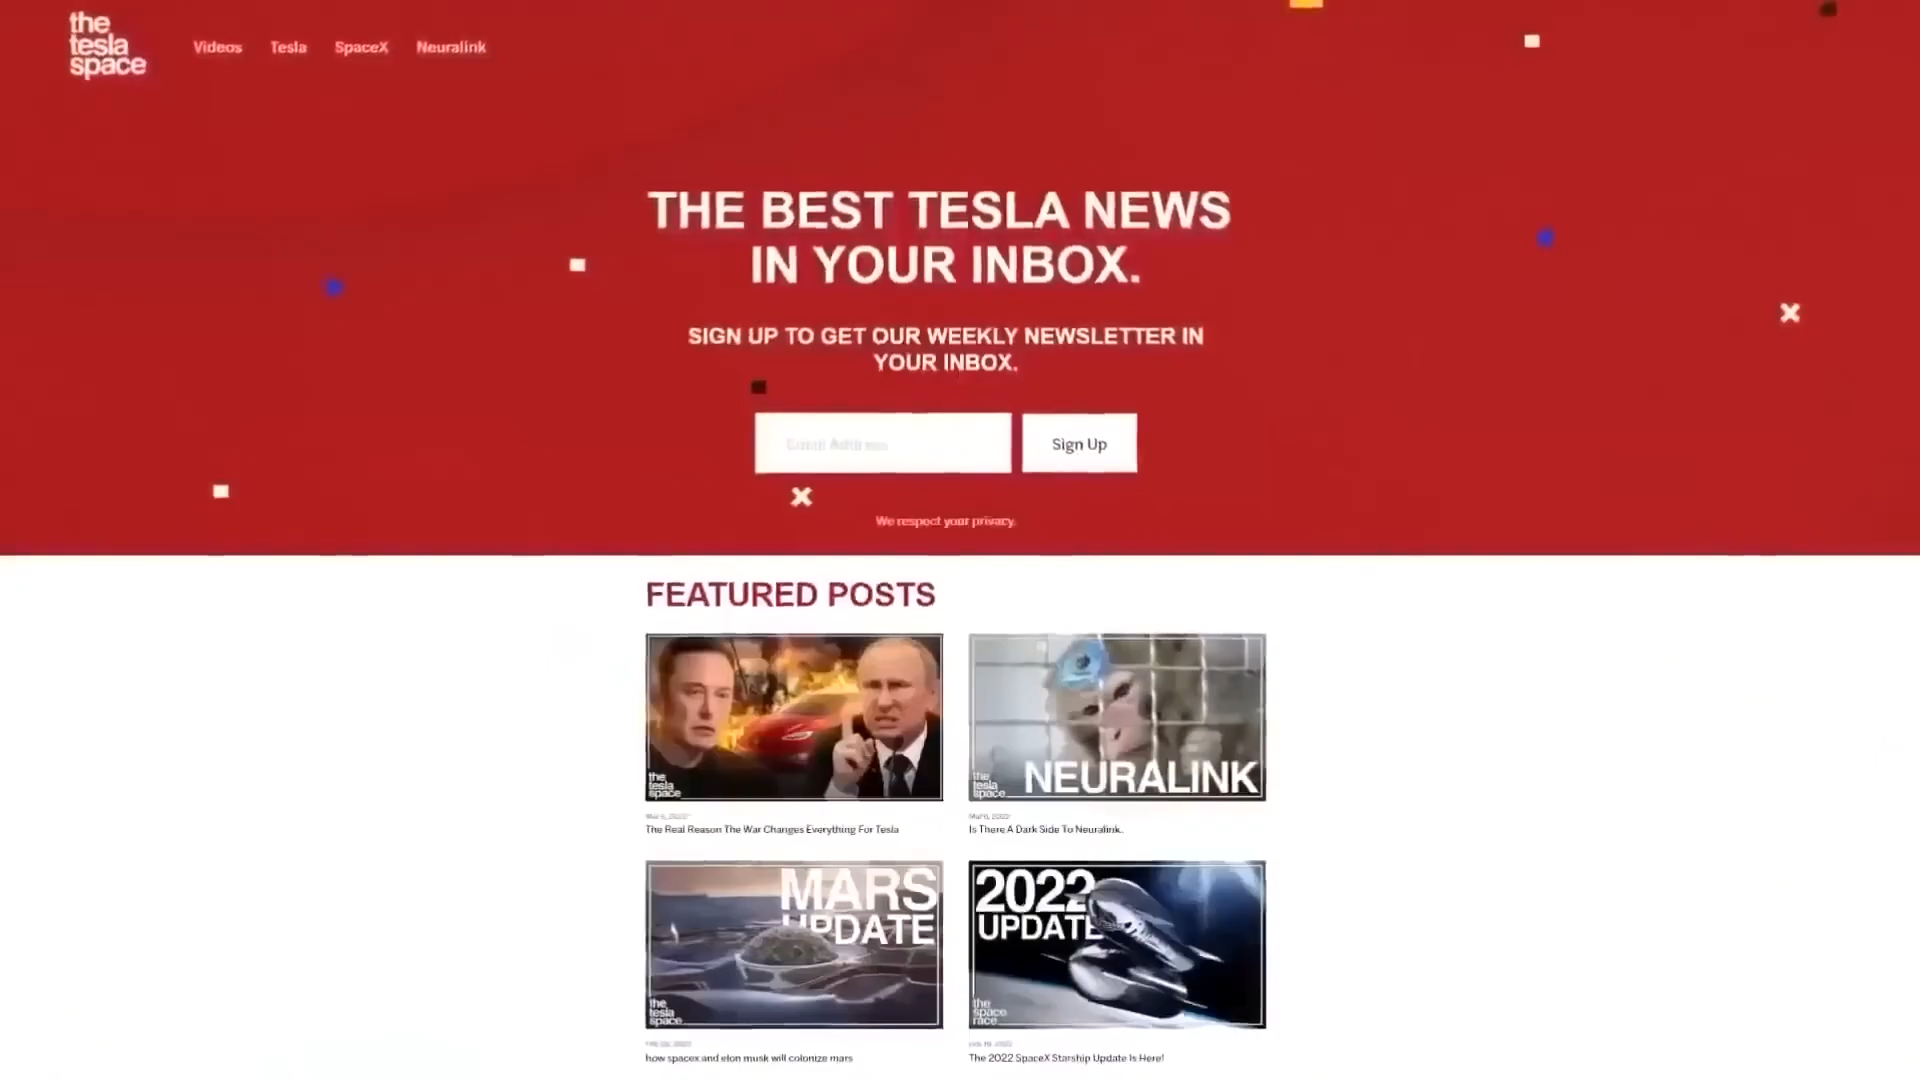 the
tesla
space
Videos Tesla SpaceX Neuralink
THE BEST TESLA NEWS
IN YOUR INBOX.
SIGN UP TO GET OUR WEEKLY NEWSLETTER IN
YOUR INBOX.
Email Address
Sign Up
We respect your privacy.
FEATURED POSTS
the
tesla
space
NEURALINK
the
tesla
space
The Real Reason The War Changes Everything For Tesla
Is There A Dark Side To Neuralink.
MARS
UPDATE
the
tesla
space
2022
UPDATE
the
space
race
how spacex and elon musk will colonize mars
The 2022 SpaceX Starship Update Is Here!